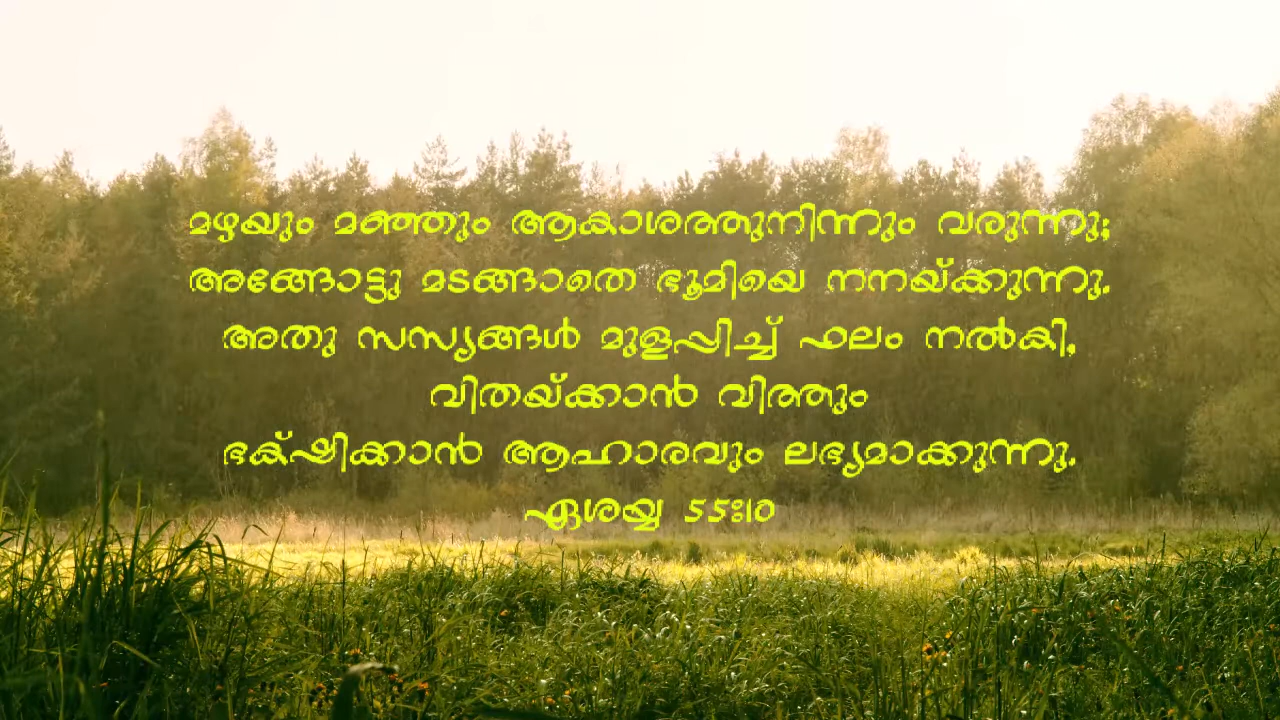 മഴയും മഞ്ഞും ആകാശത്തുനിന്നും വരുന്നു;
അങ്ങോട്ടു മടങ്ങാതെ ഭൂമിയെ നനയ്ക്കുന്നു.
അതു സസ്യങ്ങൾ മുളപ്പിച്ച് ഫലം നൽകി,
വിതയ്ക്കാൻ വിത്തും
ഭക്‌ഷിക്കാൻ ആഹാരവും ലഭ്യമാക്കുന്നു.
ഏശയ്യ 55:10